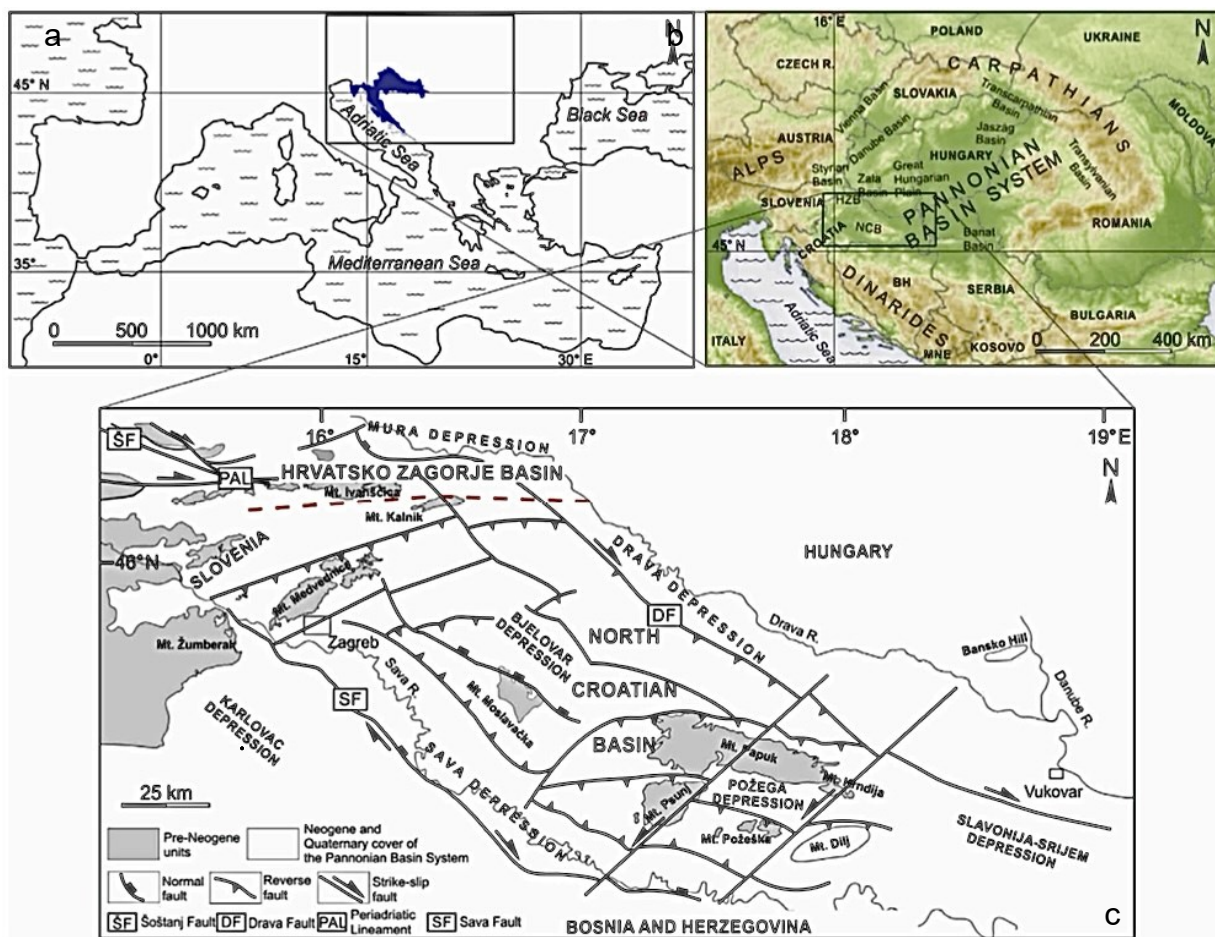 a
b
N
45° N
Adriatic Sea
Black Sea
35°
Mediterranean Sea
0 500 1000 km
0° 15° 30° E
16° E
N
POLAND
UKRAINE
CZECH R.
CARPATHIANS
SLOVAKIA
Transcarpathian
Basin
MOLDOVA
Vienna Basin
Danube Basin
AUSTRIA
Jaszág
Basin
HUNGARY
ALPS
Styrian
Basin
Zala
Basin
Great
Hungarian
Plain
PANNONIAN
BASIN SYSTEM
Transylvanian
Basin
SLOVENIA
HZB
ROMANIA
CROATIA
NCB
Banat
Basin
45° N
DINARIDES
BH
SERBIA
BULGARIA
Adriatic Sea
ITALY
MNE
KOSOVO
0 200 400 km
16° 17° 18° 19° E
N
ŠF
MURA DEPRESSION
PAL
HRVATSKO ZAGORJE BASIN
Mt. Ivanščica
Mt. Kalnik
SLOVENIA
46° N
HUNGARY
Mt. Medvednica
DRAVA DEPRESSION
DF
Drava R.
Mt. Žumberak
Zagreb
BJELOVAR
DEPRESSION
NORTH
CROATIAN
BASIN
Bansko Hill
Danube R.
Sava R.
SF
Mt. Moslavačka
KARLOVAC
DEPRESSION
SAVA DEPRESSION
Mt. Papuk
Mt. Krndija
Vukovar
Mt. Psunj
POŽEGA
DEPRESSION
Mt. Požeška
Mt. Dilj
SLAVONIJA-SRIJEM
DEPRESSION
25 km
Pre-Neogene
units
Neogene and
Quaternary cover of
the Pannonian Basin
System
Normal
fault
Reverse
fault
Strike-slip
fault
ŠF Šoštanj Fault DF Drava Fault PAL Periadriatic
Lineament SF Sava Fault
BOSNIA AND HERZEGOVINA
c